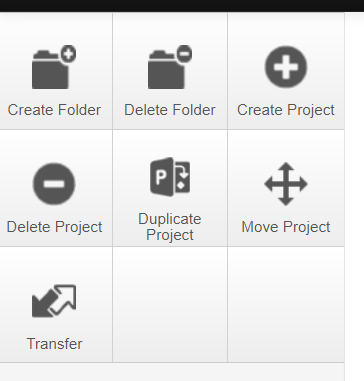 Create Folder
Delete Folder
Create Project
Delete Project
Duplicate
Project
Move Project
Transfer